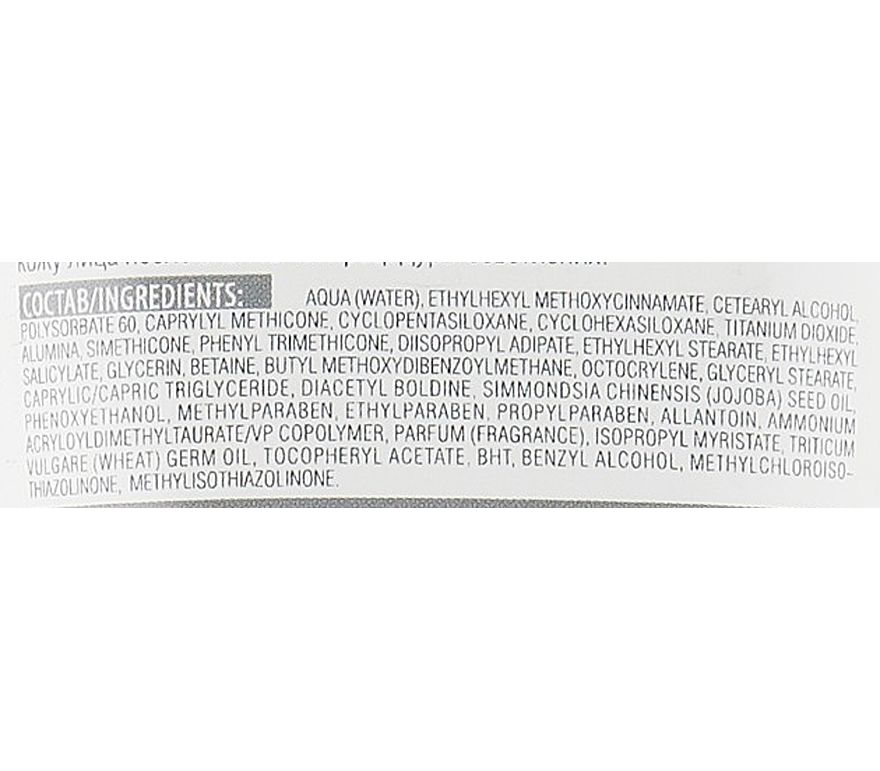 кожу лица
СОСТАВ/INGREDIENTS: AQUA (WATER), ETHYLHEXYL METHOXYCINNAMATE, CETEARYL ALCOHOL,
POLYSORBATE 60, CAPRYLYL METHICONE, CYCLOPENTASILOXANE, CYCLOHEXASILOXANE, TITANIUM DIOXIDE,
ALUMINA, SIMETHICONE, PHENYL TRIMETHICONE, DIISOPROPYL ADIPATE, ETHYLHEXYL STEARATE, ETHYLHEXYL
SALICYLATE, GLYCERIN, BETAINE, BUTYL METHOXYDIBENZOYLMETHANE, OCTOCRYLENE, GLYCERYL STEARATE,
CAPRYLIC/CAPRIC TRIGLYCERIDE, DIACETYL BOLDINE, SIMMONDSIA CHINENSIS (JOJOBA) SEED OIL,
PHENOXYETHANOL, METHYLPARABEN, ETHYLPARABEN, PROPYLPARABEN, ALLANTOIN, AMMONIUM
ACRYLOYLDIMETHYLTAURATE/VP COPOLYMER, PARFUM (FRAGRANCE), ISOPROPYL MYRISTATE, TRITICUM
VULGARE (WHEAT) GERM OIL, TOCOPHERYL ACETATE, BHT, BENZYL ALCOHOL, METHYLCHLOROISO-
THIAZOLINONE, METHYLISOTHIAZOLINONE.